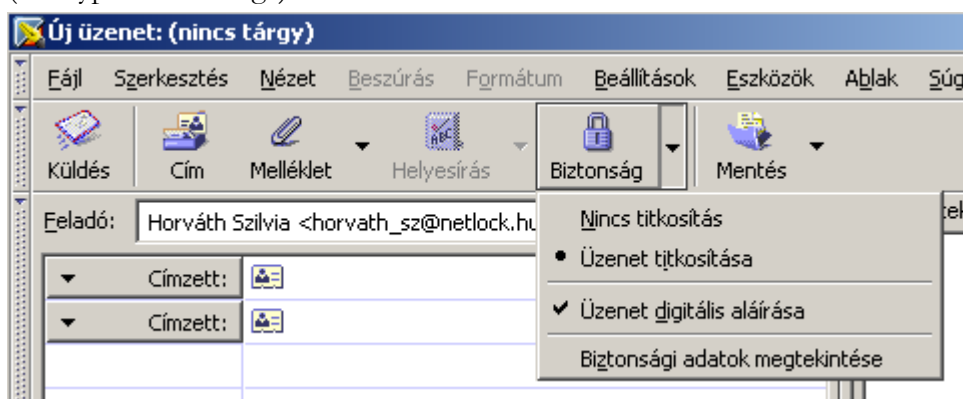 Új üzenet: (nincs tárgy)
Fájl Szerkesztés Nézet Beszúrás Formátum Beállítások Eszközök Ablak Súg
Küldés Cím Melléklet Helyesírás Biztonság Mentés
Feladó: Horváth Szilvia <horvath_sz@netlock.hu
Nincs titkosítás
Üzenet titkosítása
Címzett:
Üzenet digitális aláírása
Címzett:
Biztonsági adatok megtekintése